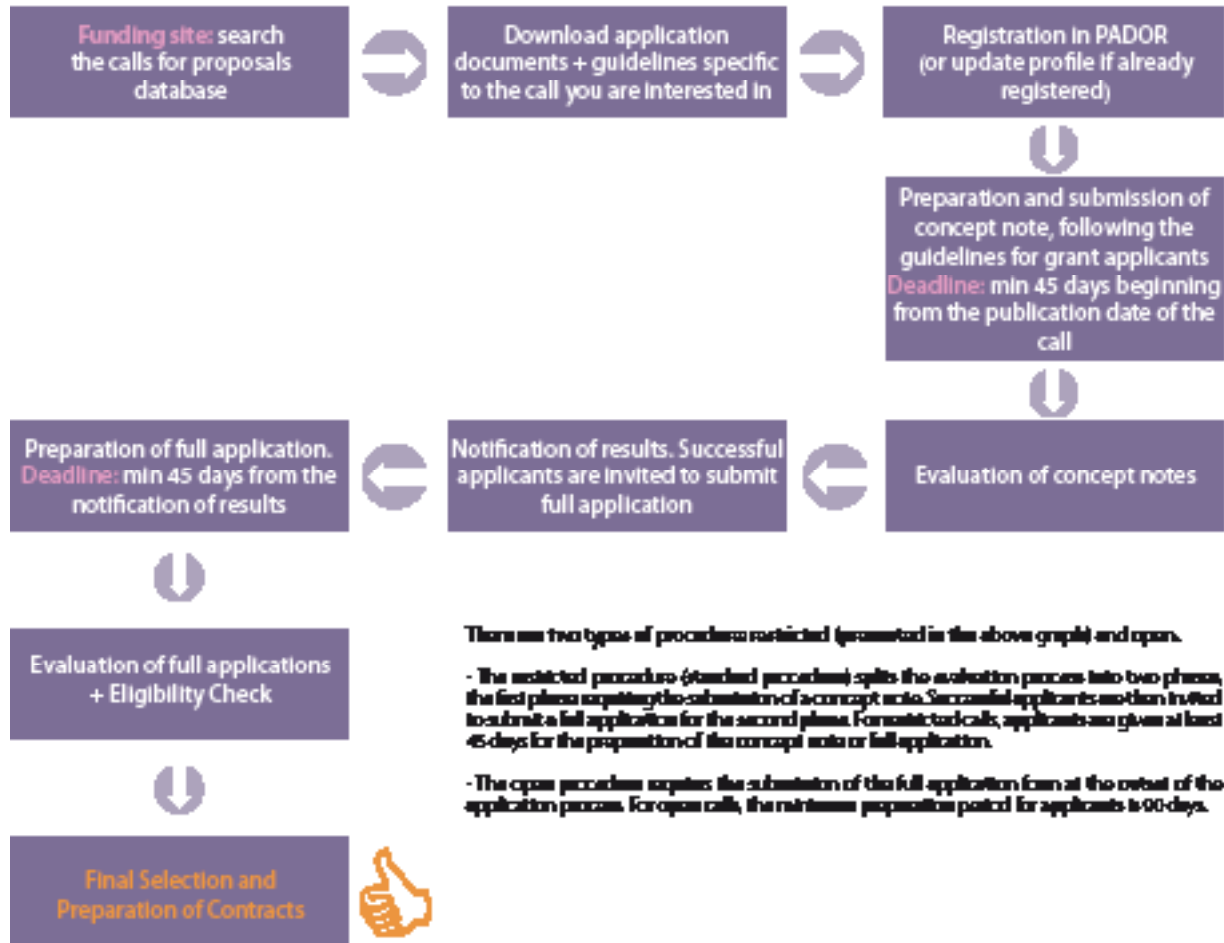 Funding site: search
the calls for proposals
database
Download application
documents + guidelines specific
to the call you are interested in
Registration in PADOR
(or update profile if already
registered)
Preparation and submission of
concept note, following the
guidelines for grant applicants
Deadline: min 45 days beginning
from the publication date of the
call
Evaluation of concept notes
Notification of results. Successful
applicants are invited to submit
full application
Preparation of full application.
Deadline: min 45 days from the
notification of results
Evaluation of full applications
+ Eligibility Check
Final Selection and
Preparation of Contracts
There are two types of procedure restricted (presented in the above graph) and open.
- The restricted procedure (standard procedure) splits the evaluation process into two phases,
the first phase requiring the submission of a concept note. Successful applicants are then invited
to submit a full application for the second phase. For restricted calls, applicants are given at least
45 days for the preparation of the concept note or full application.
- The open procedure requires the submission of the full application form at the outset of the
application process. For open calls, the minimum preparation period for applicants is 90 days.